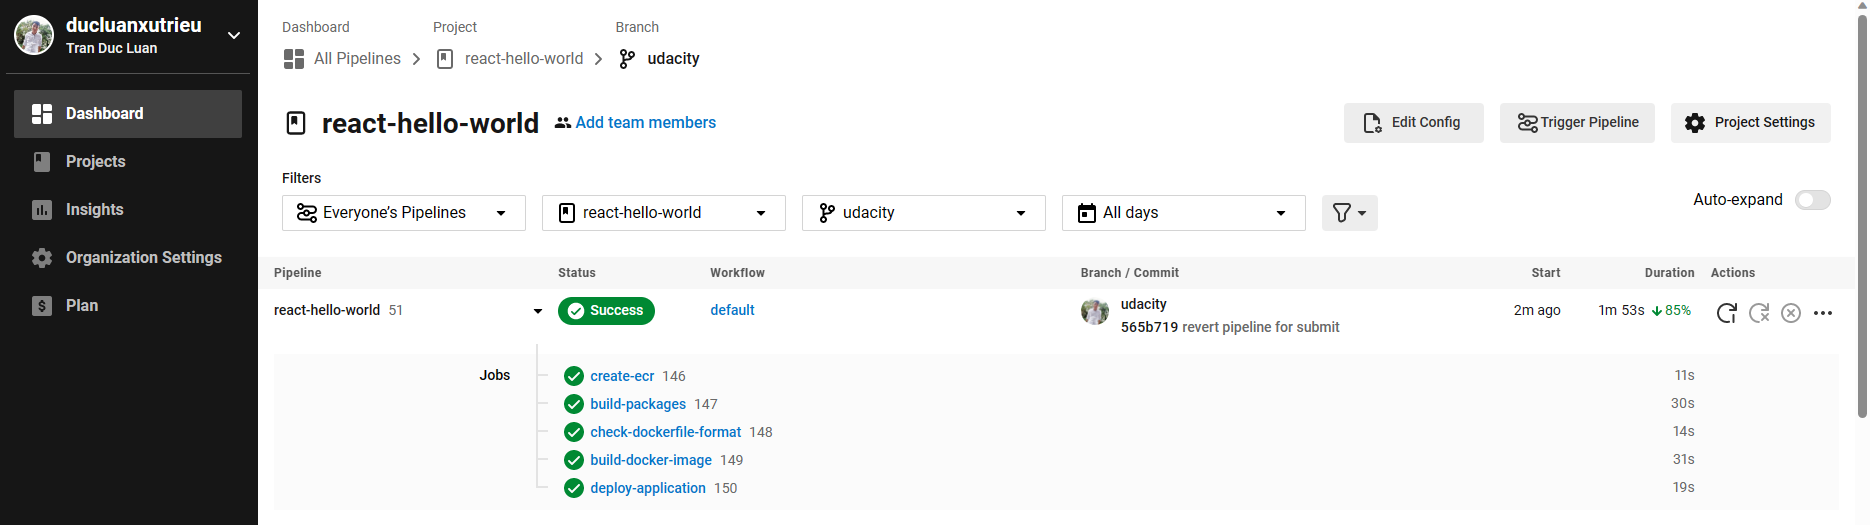 ducluanxutrieu
Tran Duc Luan
Dashboard
Projects
Insights
Organization Settings
Plan
Dashboard Project Branch
All Pipelines react-hello-world udacity
react-hello-world Add team members
Edit Config Trigger Pipeline Project Settings
Filters
Everyone’s Pipelines react-hello-world udacity All days
Auto-expand
Pipeline Status Workflow Branch / Commit Start Duration Actions
react-hello-world 51 Success default udacity 2m ago 1m 53s 85%
565b719 revert pipeline for submit
Jobs create-ecr 146 11s
build-packages 147 30s
check-dockerfile-format 148 14s
build-docker-image 149 31s
deploy-application 150 19s